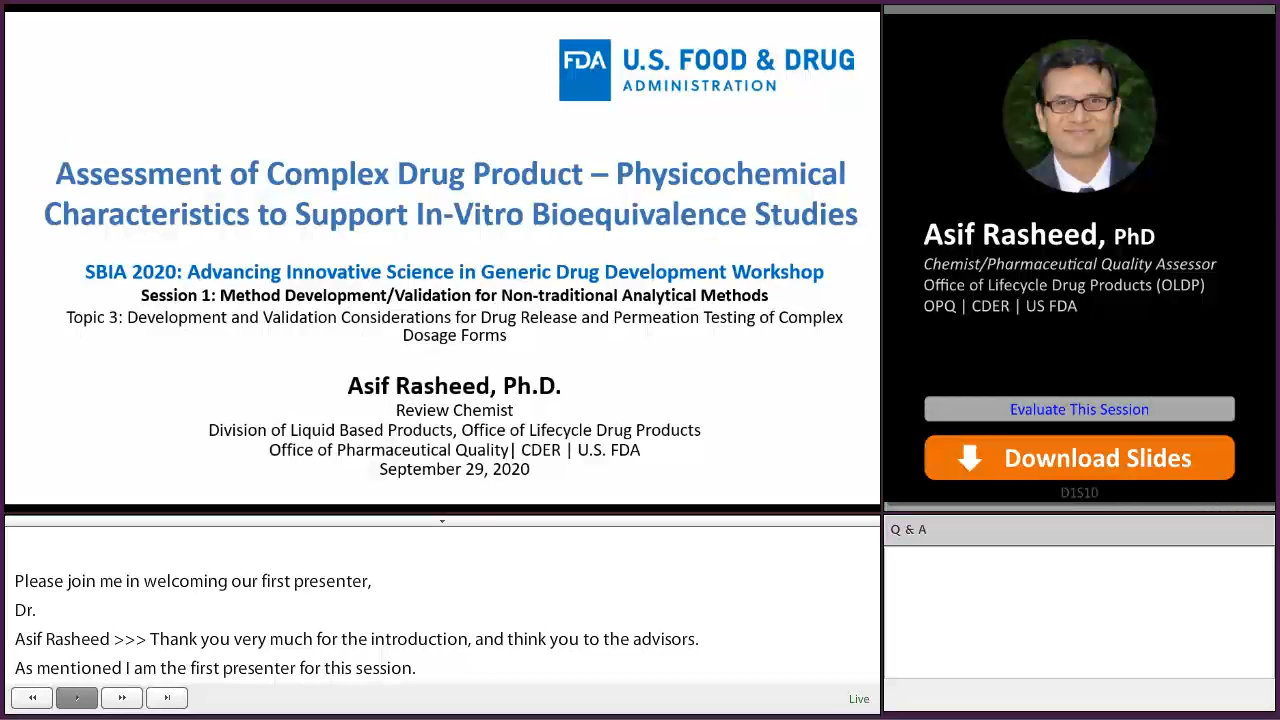 FDA U.S. FOOD & DRUG
ADMINISTRATION
Assessment of Complex Drug Product – Physicochemical
Characteristics to Support In-Vitro Bioequivalence Studies
SBIA 2020: Advancing Innovative Science in Generic Drug Development Workshop
Session 1: Method Development/Validation for Non-traditional Analytical Methods
Topic 3: Development and Validation Considerations for Drug Release and Permeation Testing of Complex
Dosage Forms
Asif Rasheed, Ph.D.
Review Chemist
Division of Liquid Based Products, Office of Lifecycle Drug Products
Office of Pharmaceutical Quality| CDER | U.S. FDA
September 29, 2020
Asif Rasheed, PhD
Chemist/Pharmaceutical Quality Assessor
Office of Lifecycle Drug Products (OLDP)
OPQ | CDER | US FDA
Evaluate This Session
Download Slides
D1S10
Please join me in welcoming our first presenter,
Dr.
Asif Rasheed >>> Thank you very much for the introduction, and think you to the advisors.
As mentioned I am the first presenter for this session.
Live
Q & A